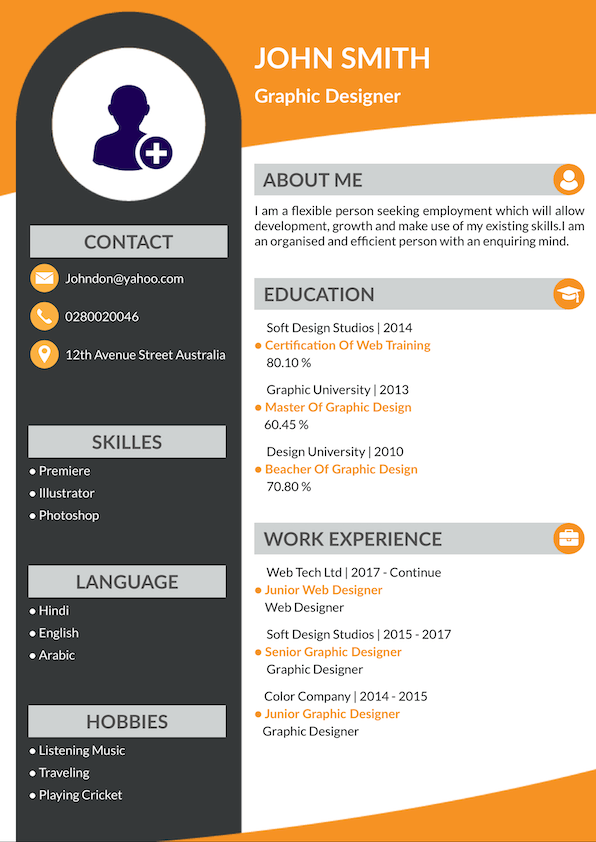 JOHN SMITH
Graphic Designer
CONTACT
Johndon@yahoo.com
0280020046
12th Avenue Street Australia
SKILLES
● Premiere
● Illustrator
● Photoshop
LANGUAGE
● Hindi
● English
● Arabic
HOBBIES
● Listening Music
● Traveling
● Playing Cricket
ABOUT ME
I am a flexible person seeking employment which will allow
development, growth and make use of my existing skills.I am
an organised and efficient person with an enquiring mind.
EDUCATION
Soft Design Studios | 2014
● Certification Of Web Training
80.10 %
Graphic University | 2013
● Master Of Graphic Design
60.45 %
Design University | 2010
● Beacher Of Graphic Design
70.80 %
WORK EXPERIENCE
Web Tech Ltd | 2017 - Continue
● Junior Web Designer
Web Designer
Soft Design Studios | 2015 - 2017
● Senior Graphic Designer
Graphic Designer
Color Company | 2014 - 2015
● Junior Graphic Designer
Graphic Designer